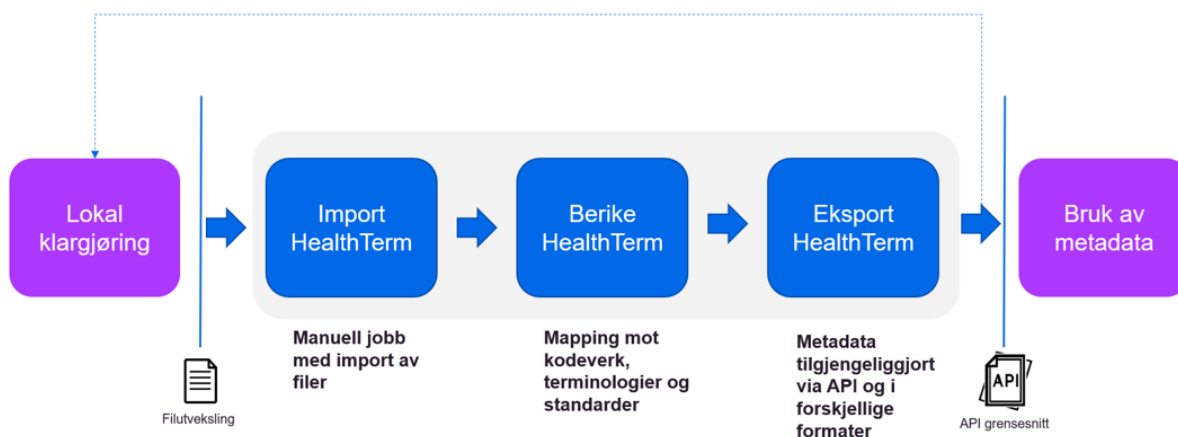 Lokal
klargjøring
Import
HealthTerm
Berike
HealthTerm
Eksport
HealthTerm
Bruk av
metadata
Manuell jobb
med import av
filer
Mapping mot
kodeverk,
terminologier og
standarder
Metadata
tilgjengeliggjort
via API og i
forskjellige
formater
Filutveksling
API
API grensesnitt